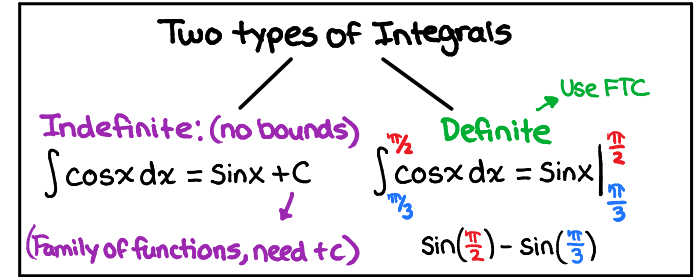 Two types of Integrals
Use FTC
Indefinite: (no bounds)
Definite
∫cosx dx = Sinx + C
∫ π/2 π/3 cosx dx = Sinx | π/2 π/3
(Family of functions, need +c)
sin(π/2) - sin(π/3)